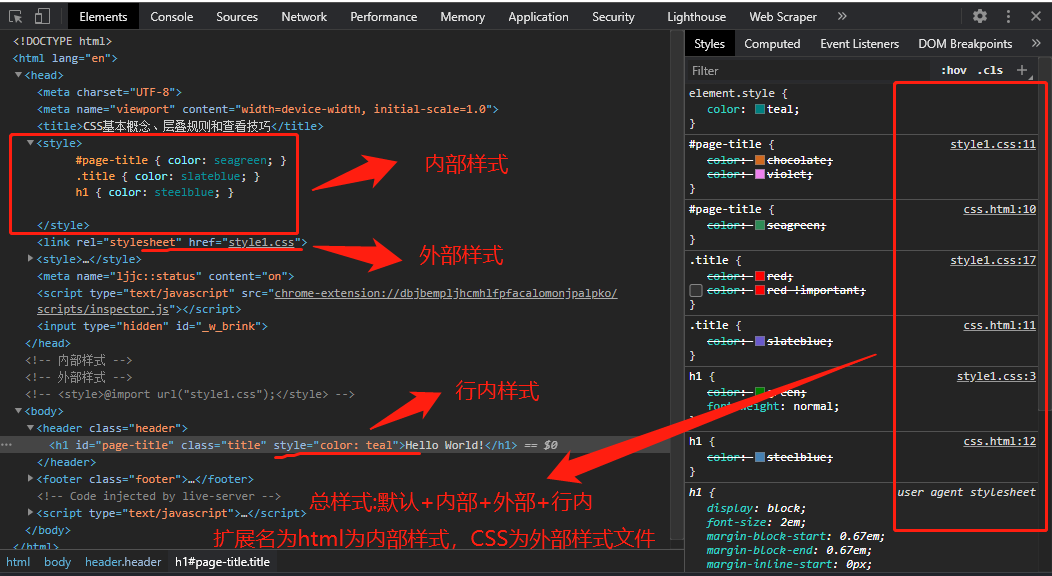 Elements Console Sources Network Performance Memory Application Security Lighthouse Web Scraper »
<!DOCTYPE html>
<html lang="en">
▼<head>
<meta charset="UTF-8">
<meta name="viewport" content="width=device-width, initial-scale=1.0">
<title>CSS基本概念、层叠规则和查看技巧</title>
▼<style>
#page-title { color: seagreen; }
.title { color: slateblue; }
h1 { color: steelblue; }
</style>
内部样式
<link rel="stylesheet" href="style1.css">
外部样式
▶<style>…</style>
<meta name="ljjc::status" content="on">
<script type="text/javascript" src="chrome-extension://dbjbempljhcmhlfpfacalomonjpalpko/
scripts/inspector.js"></script>
<input type="hidden" id="_w_brink">
</head>
<!-- 内部样式 -->
<!-- 外部样式 -->
<!-- <style>@import url("style1.css");</style> -->
行内样式
▼<body>
▼<header class="header">
<h1 id="page-title" class="title" style="color: teal">Hello World!</h1> == $0
</header>
▶<footer class="footer">…</footer>
<!-- Code injected by live-server -->
▶<script type="text/javascript">…</script>
</body>
</html>
总样式:默认+内部+外部+行内
扩展名为html为内部样式，CSS为外部样式文件
html body header.header h1#page-title.title
Styles Computed Event Listeners DOM Breakpoints »
Filter :hov .cls +
element.style {
color: teal;
}
#page-title { style1.css:11
color: chocolate;
color: violet;
}
#page-title { css.html:10
color: seagreen;
}
.title { style1.css:17
color: red;
color: red !important;
}
.title { css.html:11
color: slateblue;
}
h1 { style1.css:3
color: green;
font-weight: normal;
}
h1 { css.html:12
color: steelblue;
}
h1 { user agent stylesheet
display: block;
font-size: 2em;
margin-block-start: 0.67em;
margin-block-end: 0.67em;
margin-inline-start: 0px;